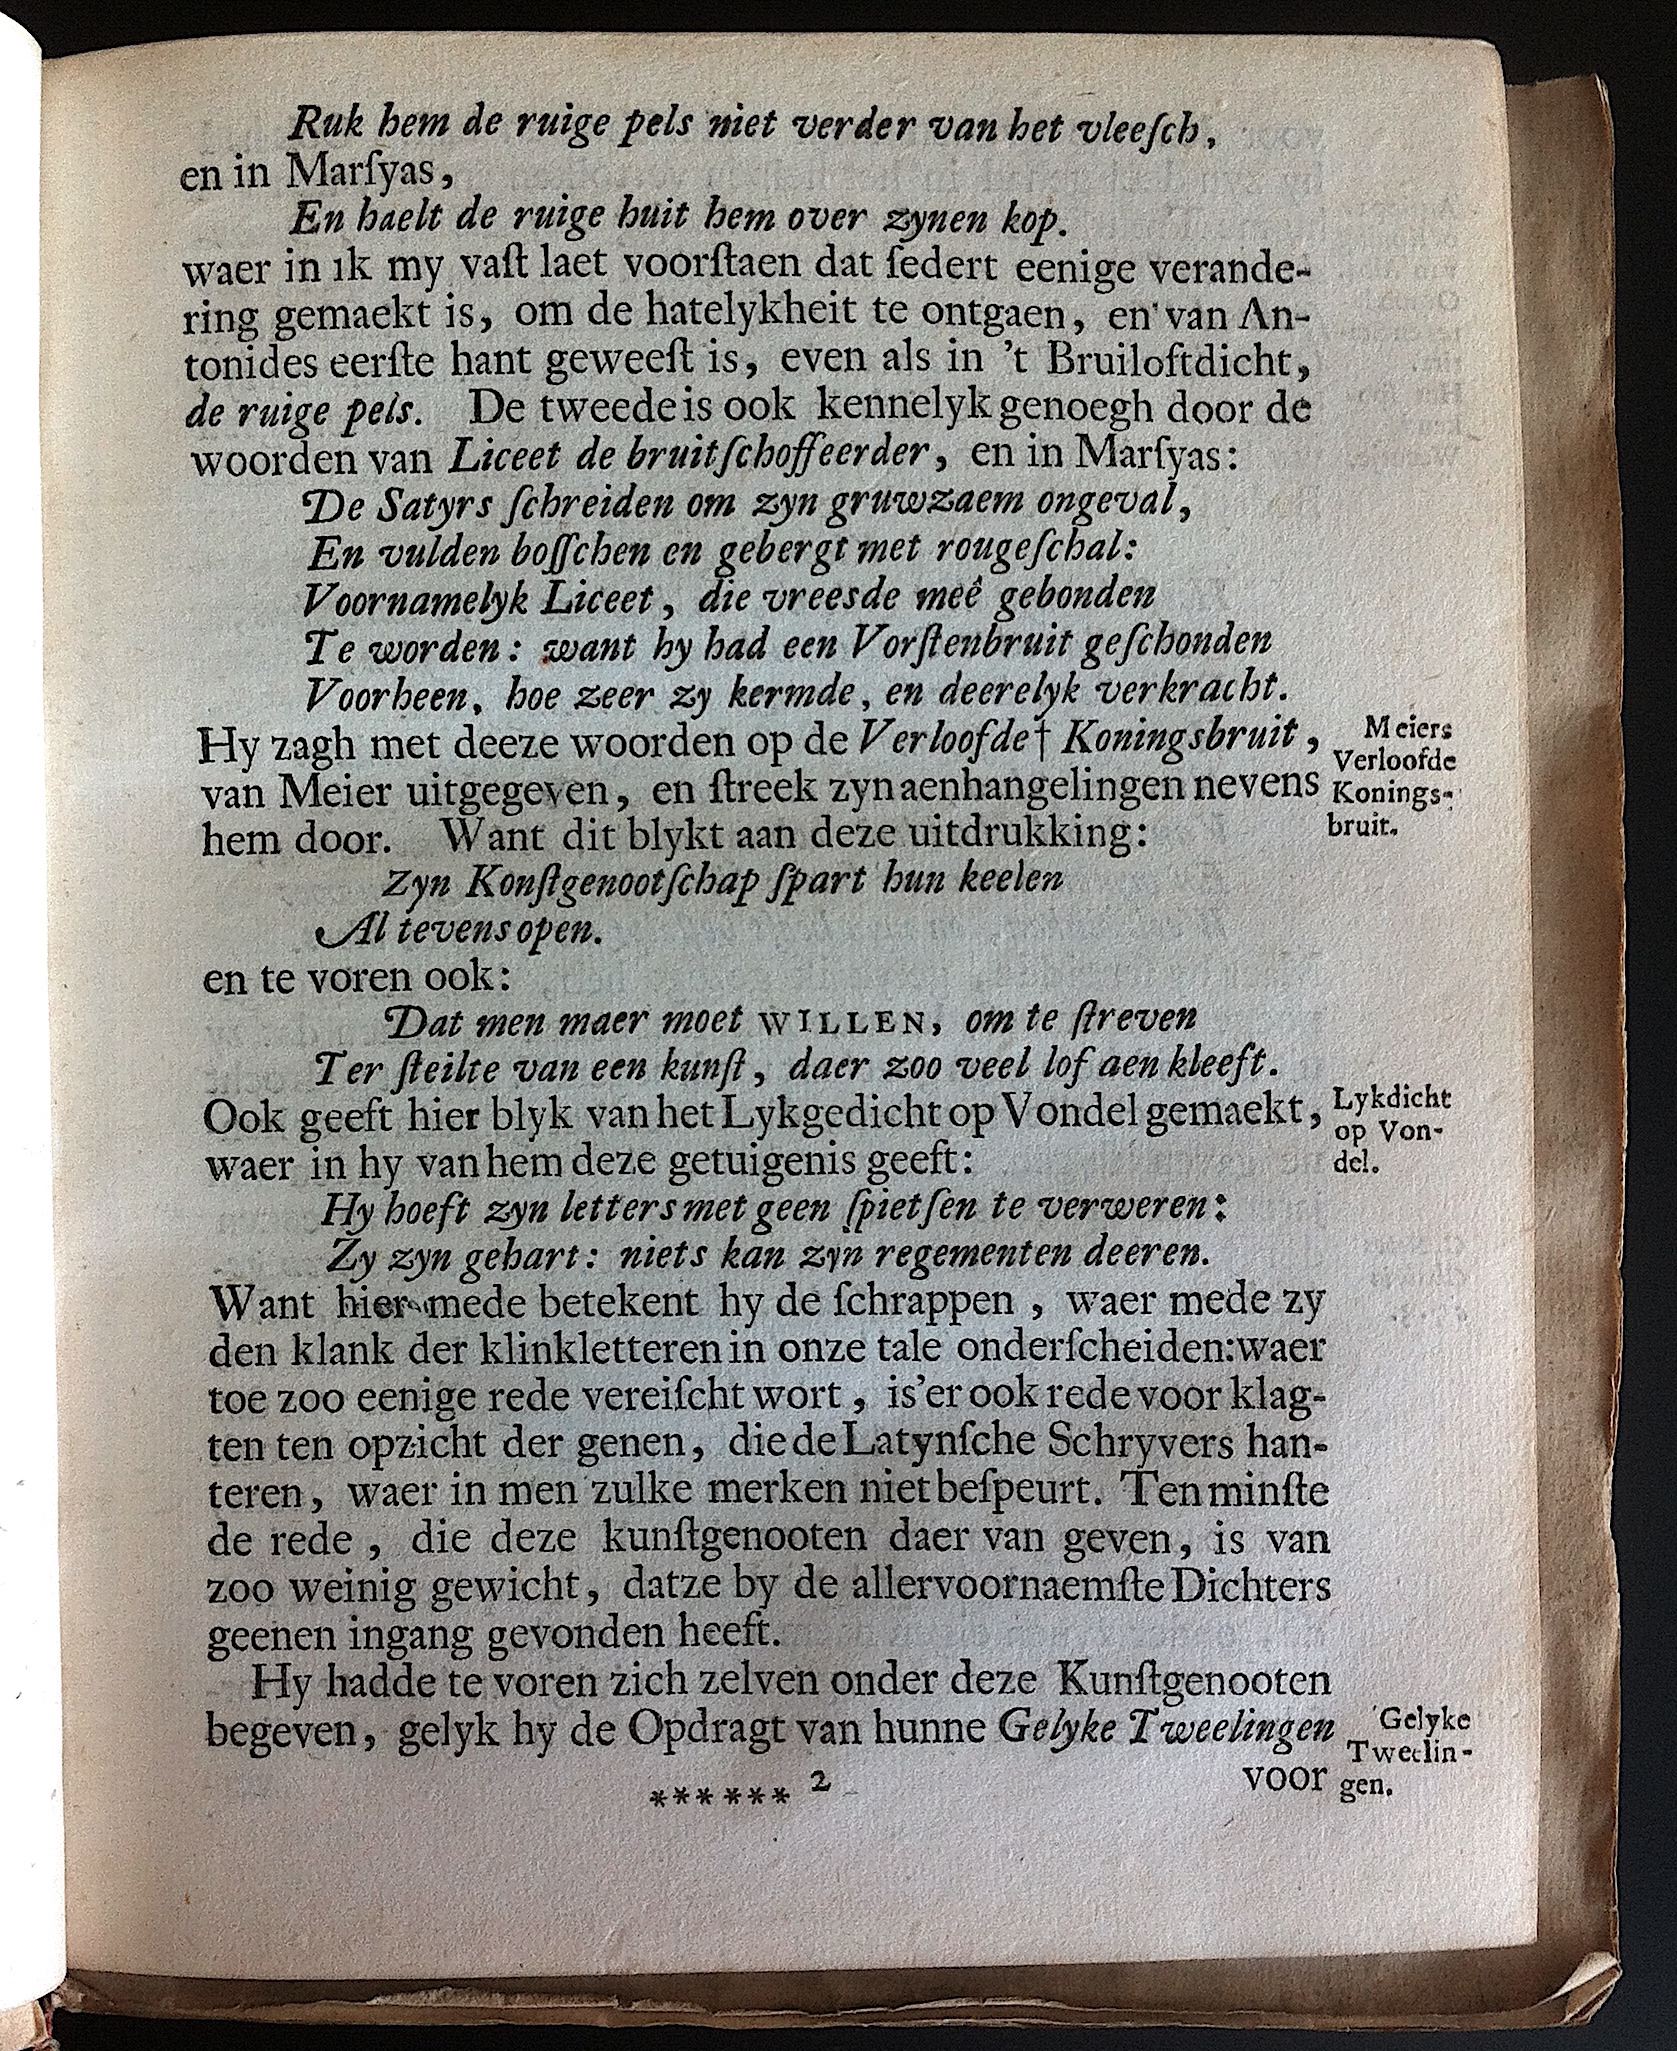 Ruk hem de ruige pels niet verder van het vleeſch,
en in Marſyas,
En haelt de ruige huit hem over zynen kop.
waer in ik my vaſt laet voorſtaen dat ſedert eenige verande-
ring gemaekt is, om de hatelykheit te ontgaen, en van An-
tonides eerſte hant geweeſt is, even als in 't Bruiloftdicht,
de ruige pels. De tweede is ook kennelyk genoegh door de
woorden van Liceet de bruitſchoffeerder, en in Marſyas:
De Satyrs ſchreiden om zyn gruwzaem ongeval,
En vulden boſſchen en gebergt met rougeſchal:
Voornamelyk Liceet, die vreesde meê gebonden
Te worden: want hy had een Vorſtenbruit geſchonden
Voorheen, hoe zeer zy kermde, en deerelyk verkracht.
Hy zagh met deeze woorden op de Verloofde† Koningsbruit,
van Meier uitgegeven, en ſtreek zyn aenhangelingen nevens
hem door. Want dit blykt aan deze uitdrukking:
Meiers
Verloofde
Konings-
bruit.
Zyn Konſtgenootſchap ſpart hun keelen
Al tevens open.
en te voren ook:
Dat men maer moet WILLEN, om te ſtreven
Ter ſteilte van een kunſt, daer zoo veel lof aen kleeft.
Ook geeft hier blyk van het Lykgedicht op Vondel gemaekt,
waer in hy van hem deze getuigenis geeft:
Lykdicht
op Von-
del.
Hy hoeft zyn letters met geen ſpietſen te verweren:
Zy zyn gehart: niets kan zyn regementen deeren.
Want hier mede betekent hy de ſchrappen, waer mede zy
den klank der klinkletteren in onze tale onderſcheiden: waer
toe zoo eenige rede vereiſcht wort, is'er ook rede voor klag-
ten ten opzicht der genen, die de Latynſche Schryvers han-
teren, waer in men zulke merken niet beſpeurt. Ten minſte
de rede, die deze kunſtgenooten daer van geven, is van
zoo weinig gewicht, datze by de allervoornaemſte Dichters
geenen ingang gevonden heeft.
Hy hadde te voren zich zelven onder deze Kunſtgenooten
begeven, gelyk hy de Opdragt van hunne Gelyke Tweelingen
Gelyke
Tweelin-
gen.
****** 2
voor